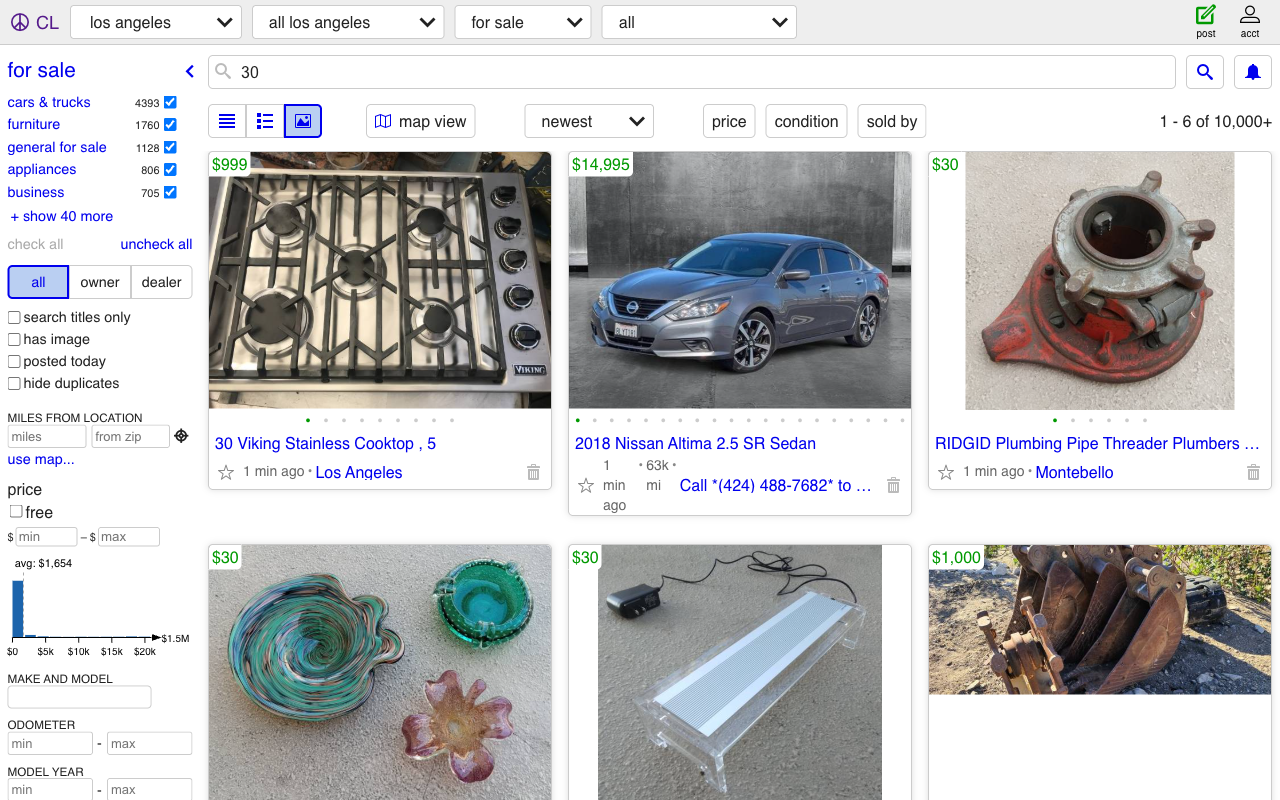 CL
los angeles
all los angeles
for sale
all
post
acct
for sale
30
cars & trucks 4393
furniture 1760
general for sale 1128
appliances 806
business 705
+ show 40 more
check all uncheck all
all owner dealer
search titles only
has image
posted today
hide duplicates
MILES FROM LOCATION
miles from zip
use map...
price
free
$ min – $ max
avg: $1,654
$1.5M
$0 $5k $10k $15k $20k
MAKE AND MODEL
ODOMETER
min - max
MODEL YEAR
min - max
map view
newest
price
condition
sold by
1 - 6 of 10,000+
$999
VIKING
30 Viking Stainless Cooktop , 5
1 min ago · Los Angeles
$14,995
2018 Nissan Altima 2.5 SR Sedan
1 min ago · 63k mi · Call *(424) 488-7682* to …
$30
RIDGID Plumbing Pipe Threader Plumbers …
1 min ago · Montebello
$30
$30
$1,000